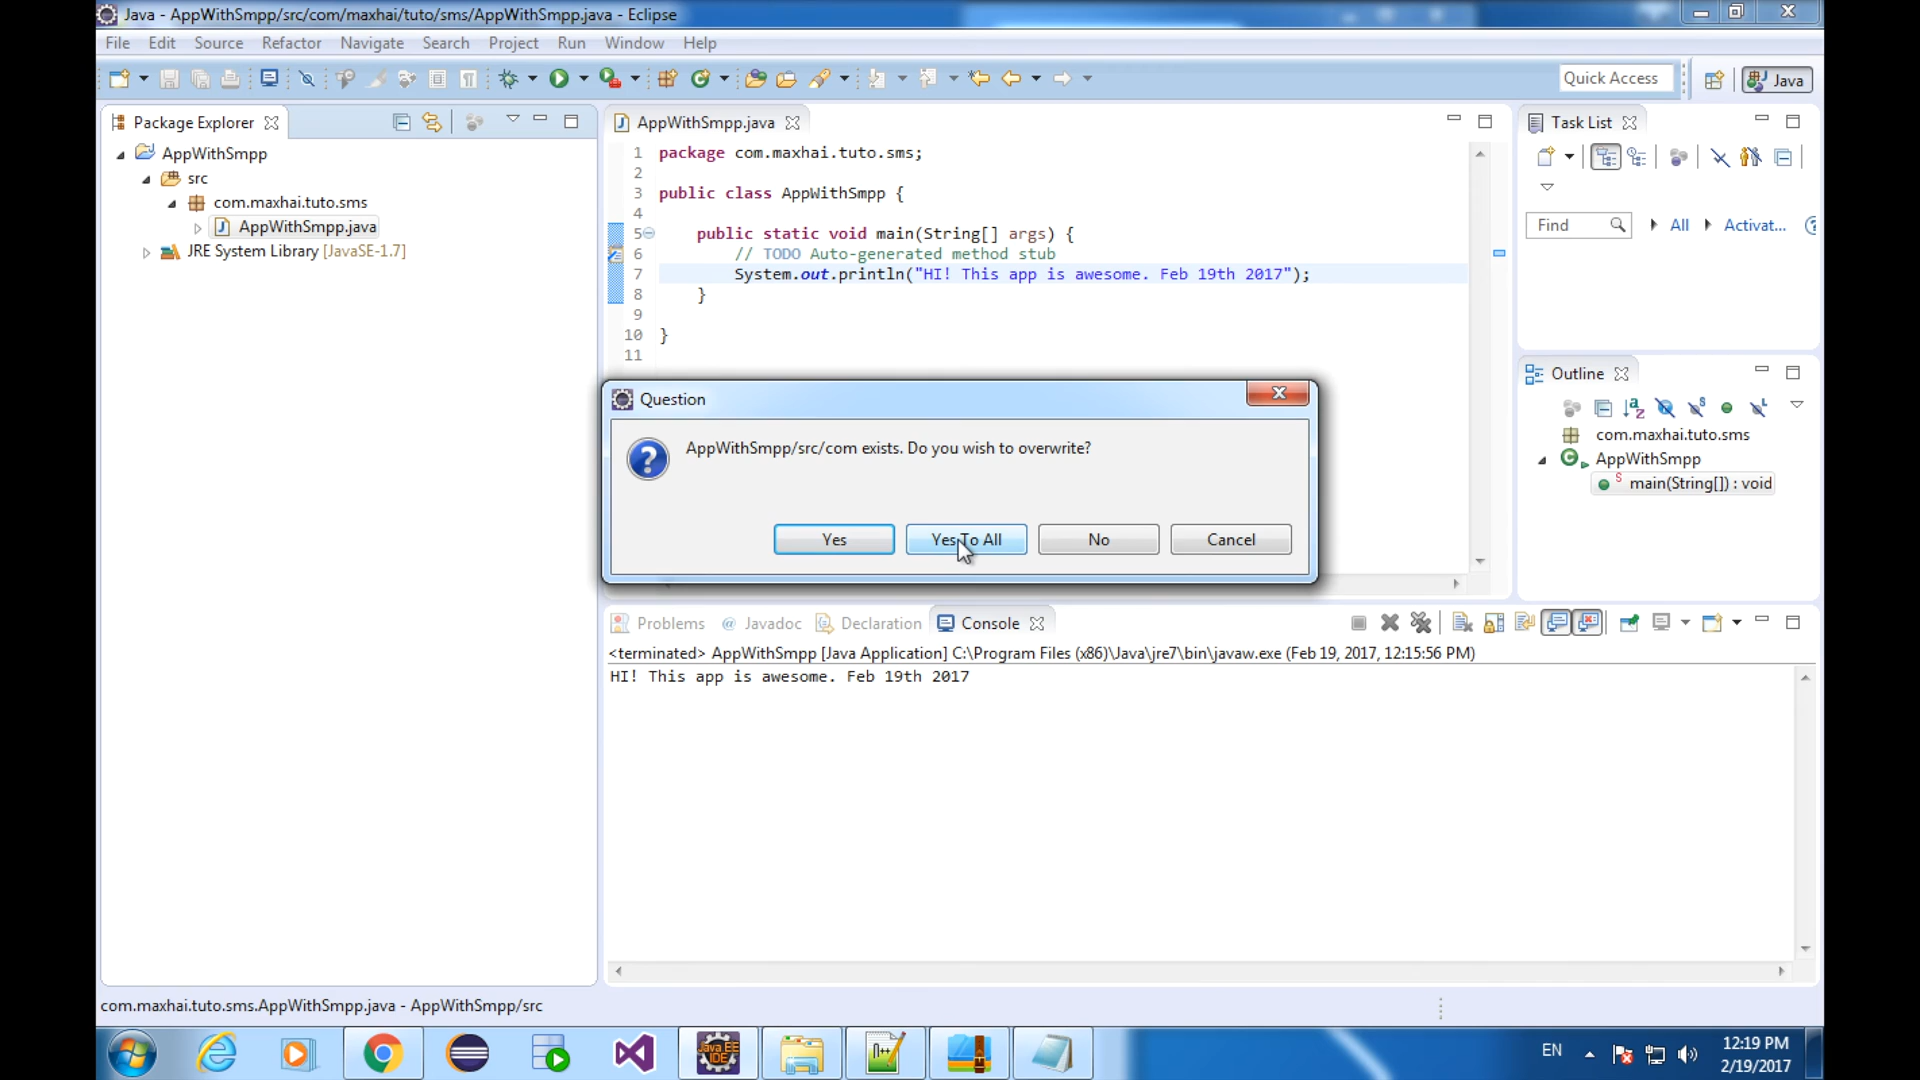 Java - AppWithSmpp/src/com/maxhai/tuto/sms/AppWithSmpp.java - Eclipse
File Edit Source Refactor Navigate Search Project Run Window Help
Quick Access Java
Package Explorer
AppWithSmpp
src
com.maxhai.tuto.sms
AppWithSmpp.java
JRE System Library [JavaSE-1.7]
AppWithSmpp.java
1 package com.maxhai.tuto.sms;
2
3 public class AppWithSmpp {
4
5 public static void main(String[] args) {
6 // TODO Auto-generated method stub
7 System.out.println("HI! This app is awesome. Feb 19th 2017");
8 }
9
10 }
11
Task List
Find All Activat...
Outline
com.maxhai.tuto.sms
AppWithSmpp
main(String[]) : void
Question
AppWithSmpp/src/com exists. Do you wish to overwrite?
Yes Yes To All No Cancel
Problems @ Javadoc Declaration Console
<terminated> AppWithSmpp [Java Application] C:\Program Files (x86)\Java\jre7\bin\javaw.exe (Feb 19, 2017, 12:15:56 PM)
HI! This app is awesome. Feb 19th 2017
com.maxhai.tuto.sms.AppWithSmpp.java - AppWithSmpp/src
Java EE
IDE
EN
12:19 PM
2/19/2017